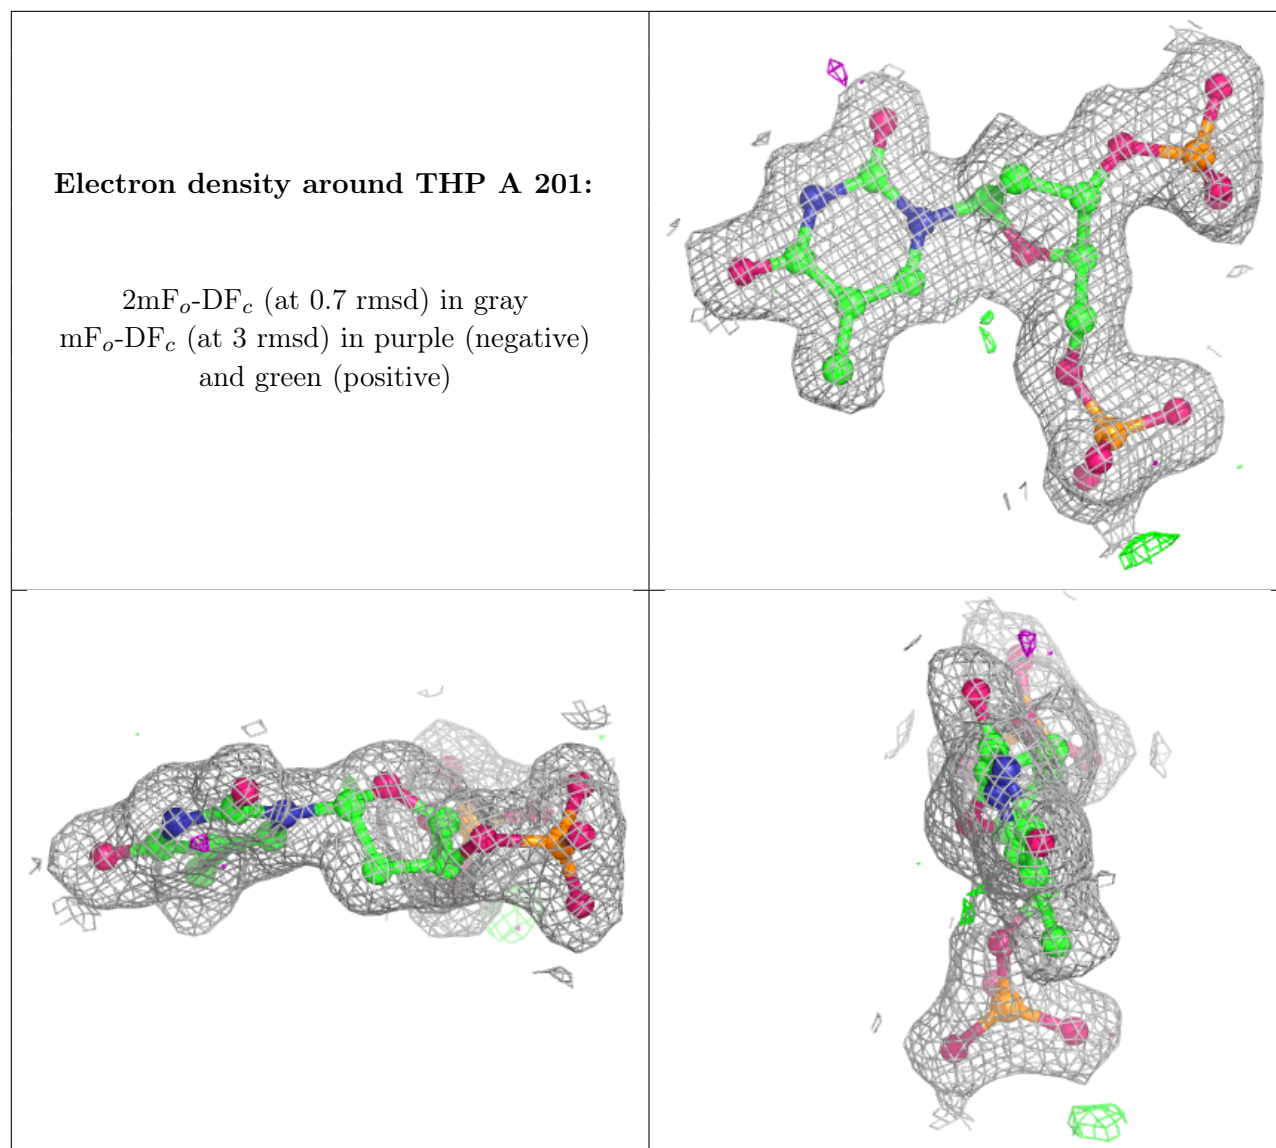 Electron density around THP A 201:
2mFo-DFc (at 0.7 rmsd) in gray
mFo-DFc (at 3 rmsd) in purple (negative)
and green (positive)